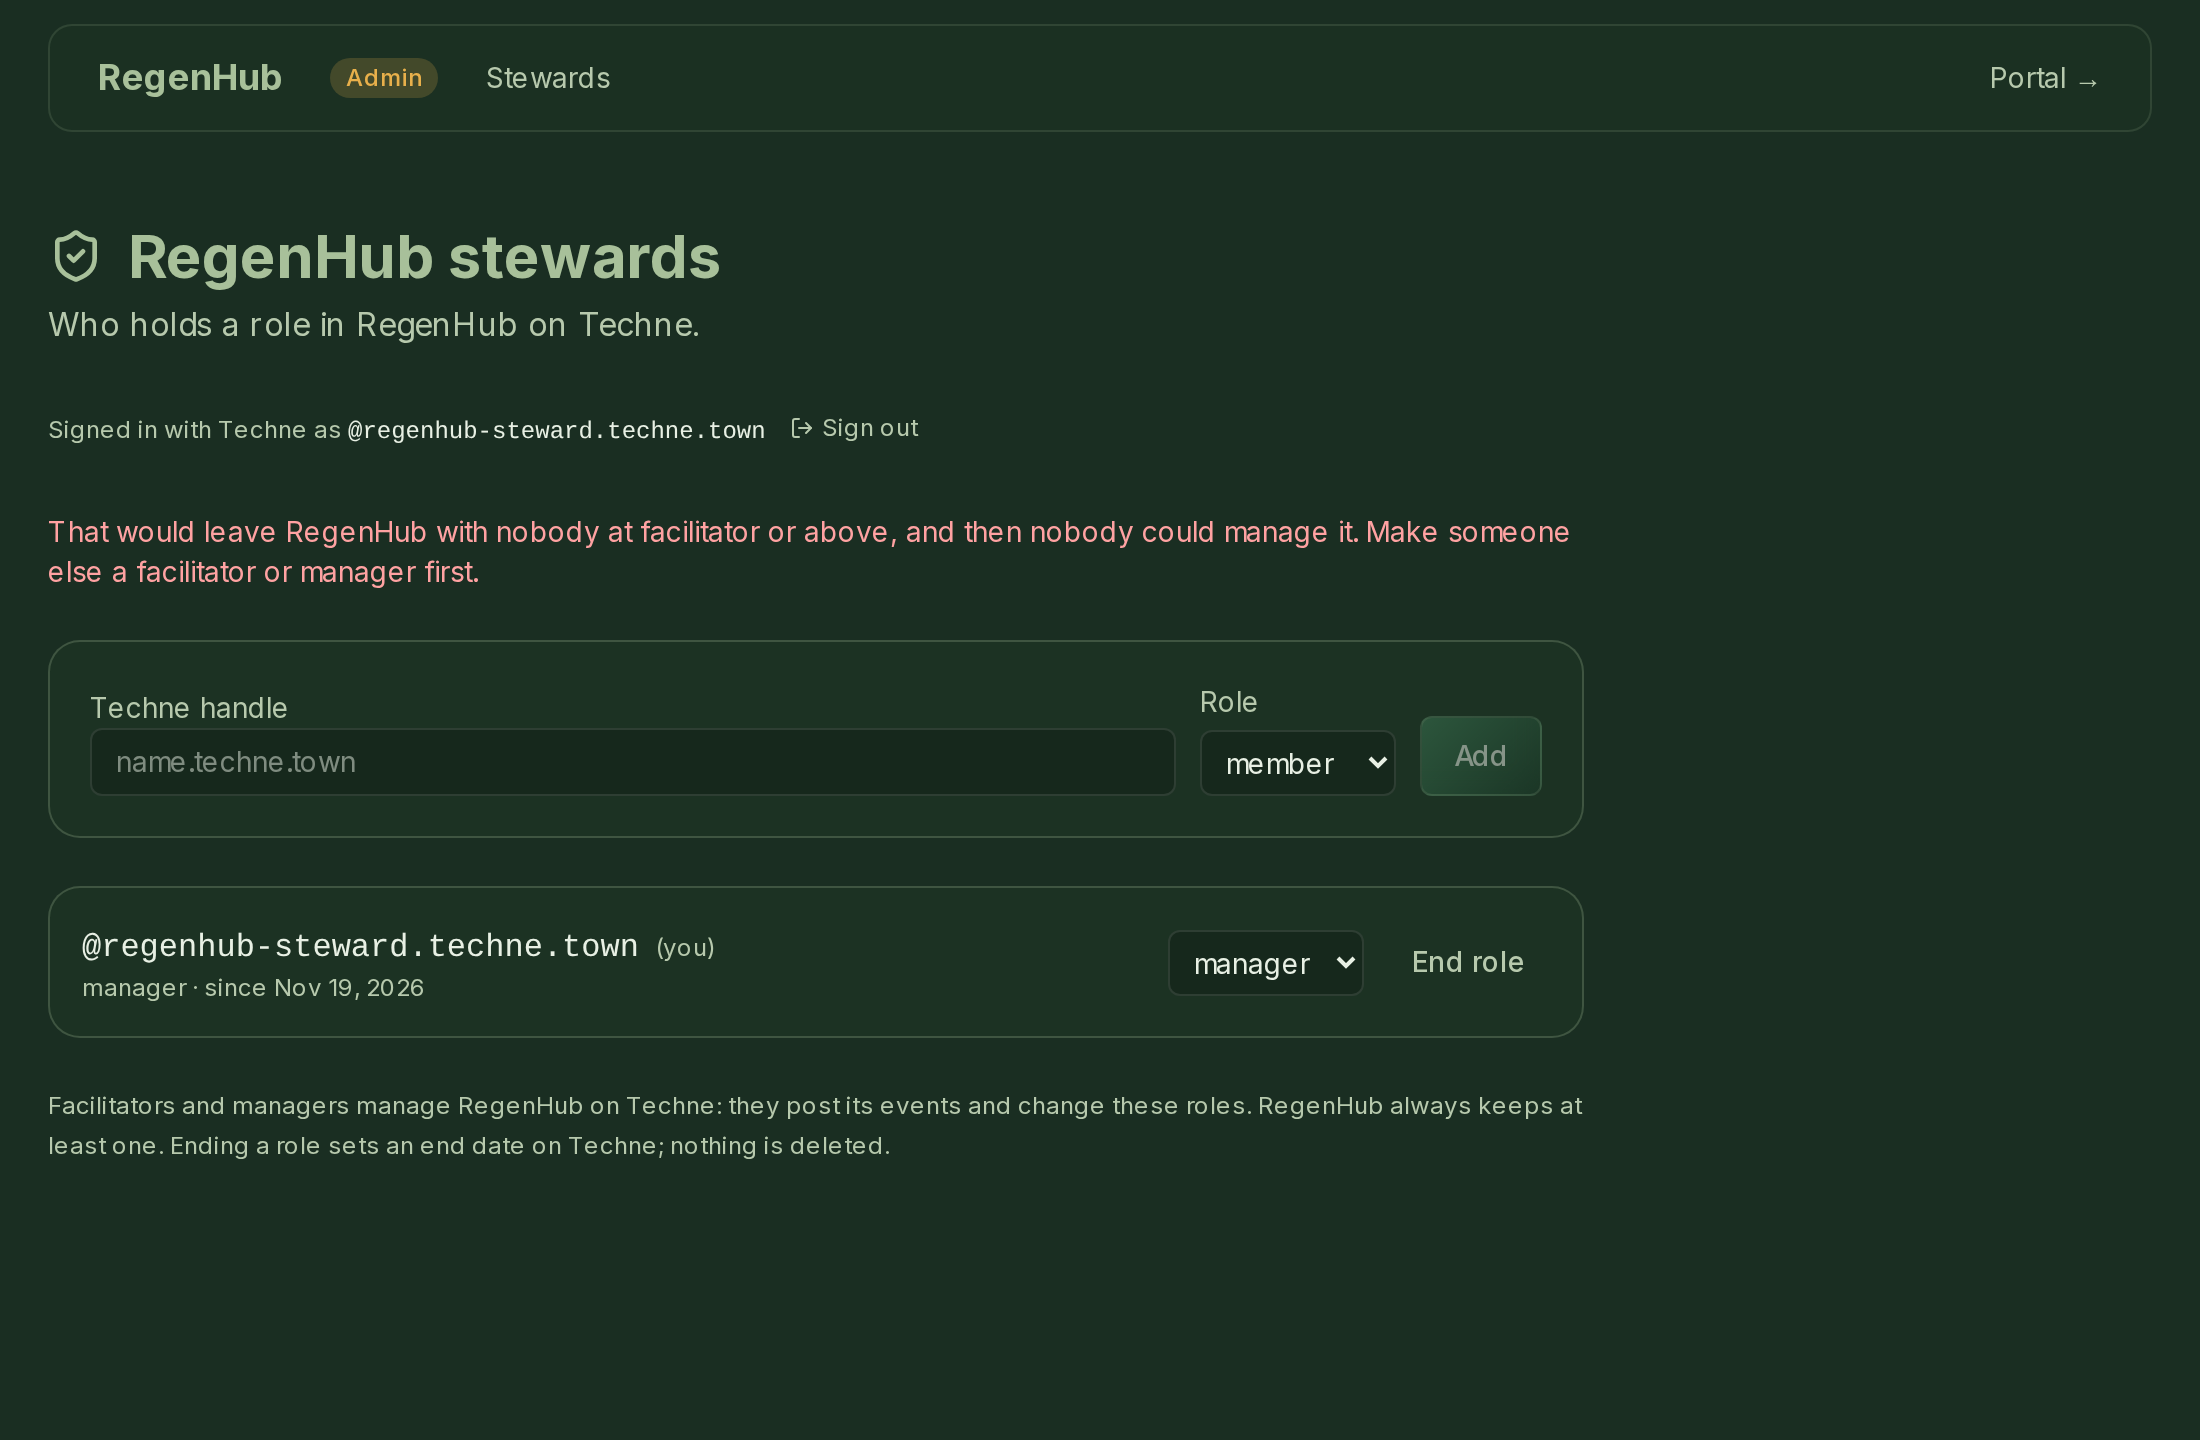 RegenHub Admin Stewards Portal →
RegenHub stewards
Who holds a role in RegenHub on Techne.
Signed in with Techne as @regenhub-steward.techne.town Sign out
That would leave RegenHub with nobody at facilitator or above, and then nobody could manage it. Make someone
else a facilitator or manager first.
Techne handle Role
name.techne.town member Add
@regenhub-steward.techne.town (you)
manager · since Nov 19, 2026
manager End role
Facilitators and managers manage RegenHub on Techne: they post its events and change these roles. RegenHub always keeps at
least one. Ending a role sets an end date on Techne; nothing is deleted.